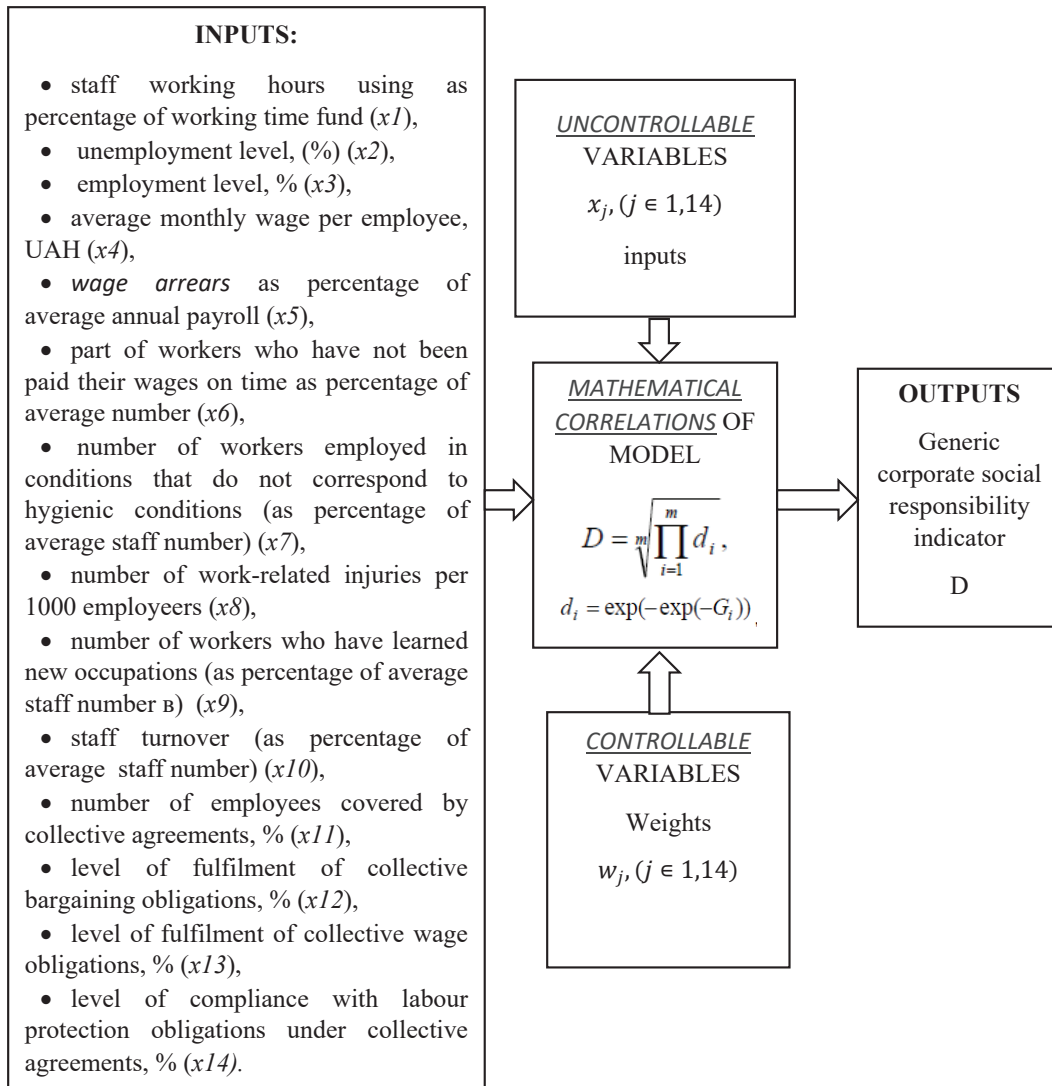 INPUTS:
• staff working hours using as
percentage of working time fund (x1),
• unemployment level, (%) (x2),
• employment level, % (x3),
• average monthly wage per employee,
UAH (x4),
• wage arrears as percentage of
average annual payroll (x5),
• part of workers who have not been
paid their wages on time as percentage of
average number (x6),
• number of workers employed in
conditions that do not correspond to
hygienic conditions (as percentage of
average staff number) (x7),
• number of work-related injuries per
1000 employeers (x8),
• number of workers who have learned
new occupations (as percentage of average
staff number в) (x9),
• staff turnover (as percentage of
average staff number) (x10),
• number of employees covered by
collective agreements, % (x11),
• level of fulfilment of collective
bargaining obligations, % (x12),
• level of fulfilment of collective wage
obligations, % (x13),
• level of compliance with labour
protection obligations under collective
agreements, % (x14).
UNCONTROLLABLE
VARIABLES
x_j, (j ∈ 1,14)
inputs
MATHEMATICAL
CORRELATIONS OF
MODEL
D = \sqrt[m]{\prod_{i=1}^{m} d_i},
d_i = exp(−exp(−G_i)),
CONTROLLABLE
VARIABLES
Weights
w_j, (j ∈ 1,14)
OUTPUTS
Generic
corporate social
responsibility
indicator
D